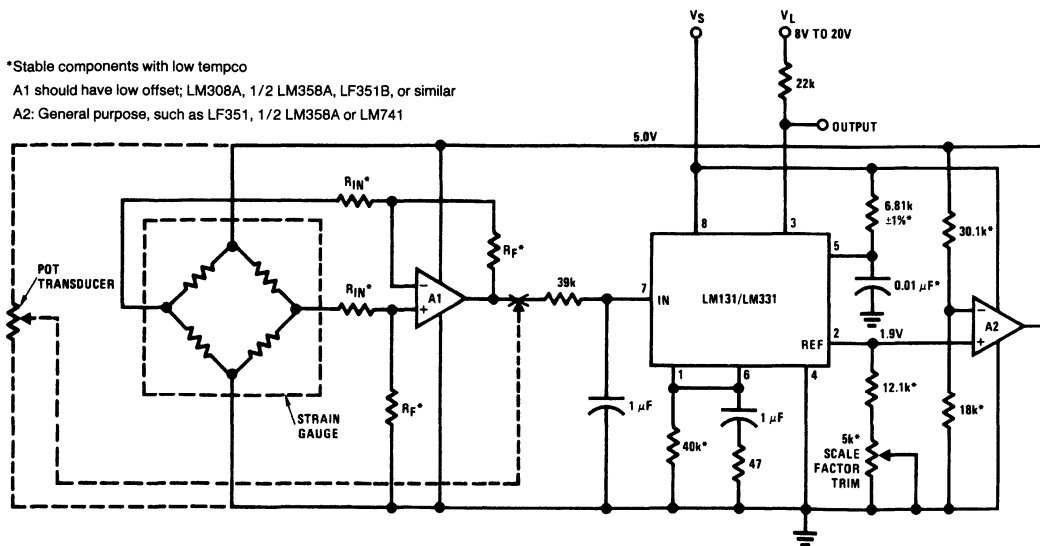 *Stable components with low tempco
A1 should have low offset; LM308A, 1/2 LM358A, LF351B, or similar
A2: General purpose, such as LF351, 1/2 LM358A or LM741
VS
VL
8V TO 20V
22k
OUTPUT
5.0V
RIN*
6.81k
±1%*
30.1k*
8
3
5
POT
TRANSDUCER
RF*
−
+
A1
39k
7
IN
LM131/LM331
0.01 μF*
−
+
A2
RIN*
2
REF
1.9V
1
6
4
12.1k*
RF*
1 μF
1 μF
18k*
STRAIN
GAUGE
40k*
47
5k*
SCALE
FACTOR
TRIM